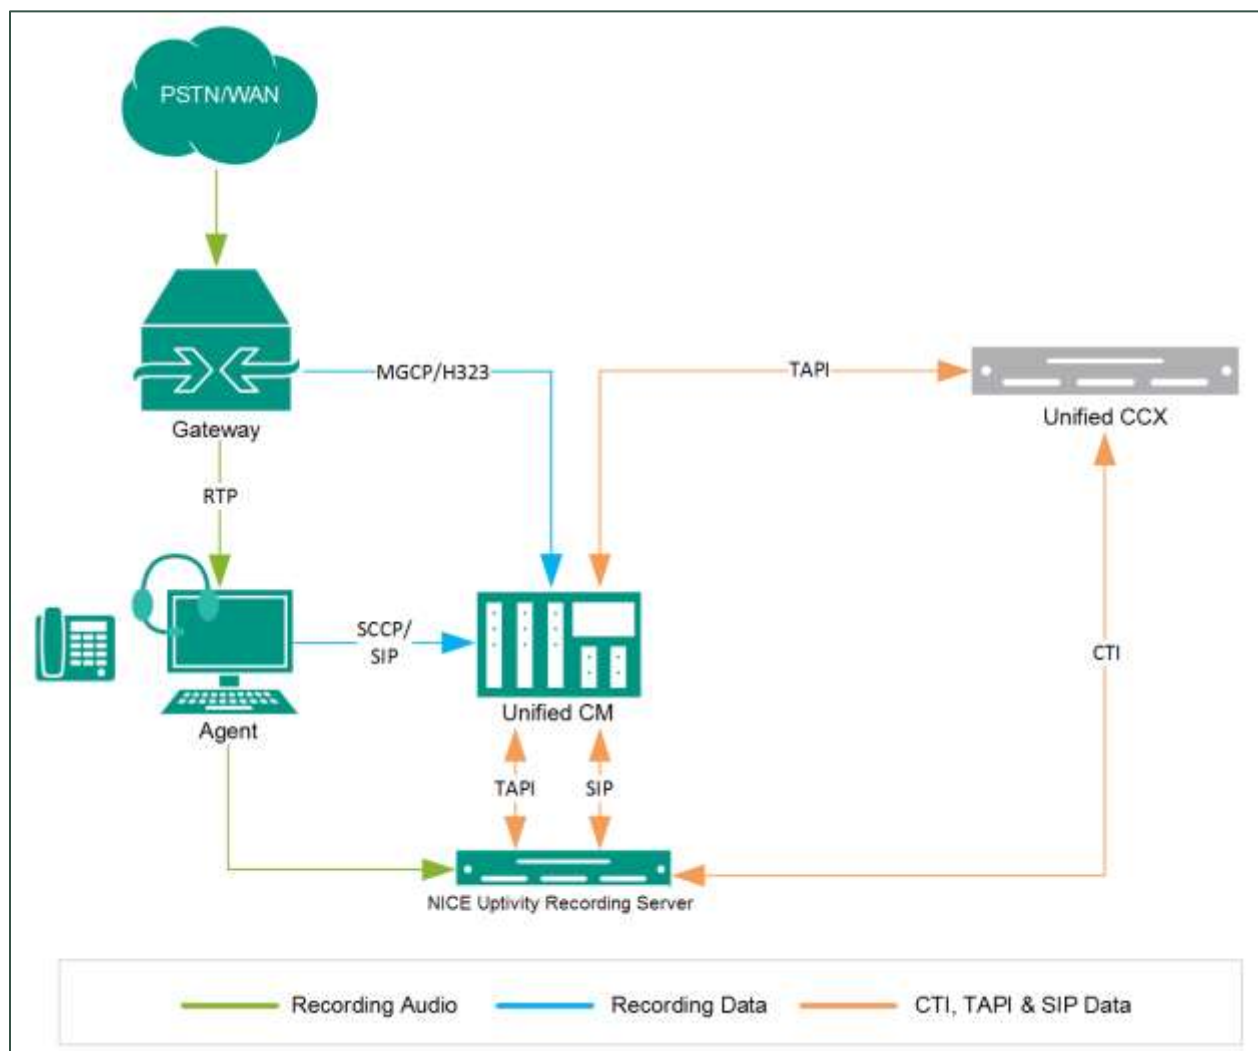 PSTN/WAN
MGCP/H323
TAPI
Gateway
Unified CCX
RTP
SCCP/
SIP
CTI
Unified CM
Agent
TAPI
SIP
NICE Uptivity Recording Server
Recording Audio
Recording Data
CTI, TAPI & SIP Data